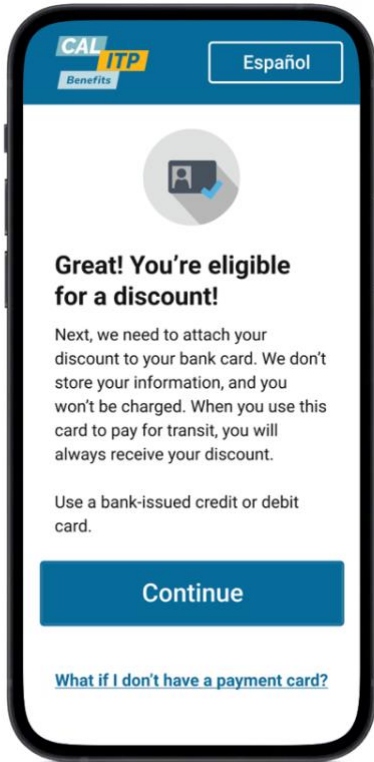 CAL
ITP
Benefits
Español
Great! You’re eligible
for a discount!
Next, we need to attach your
discount to your bank card. We don’t
store your information, and you
won’t be charged. When you use this
card to pay for transit, you will
always receive your discount.
Use a bank-issued credit or debit
card.
Continue
What if I don’t have a payment card?